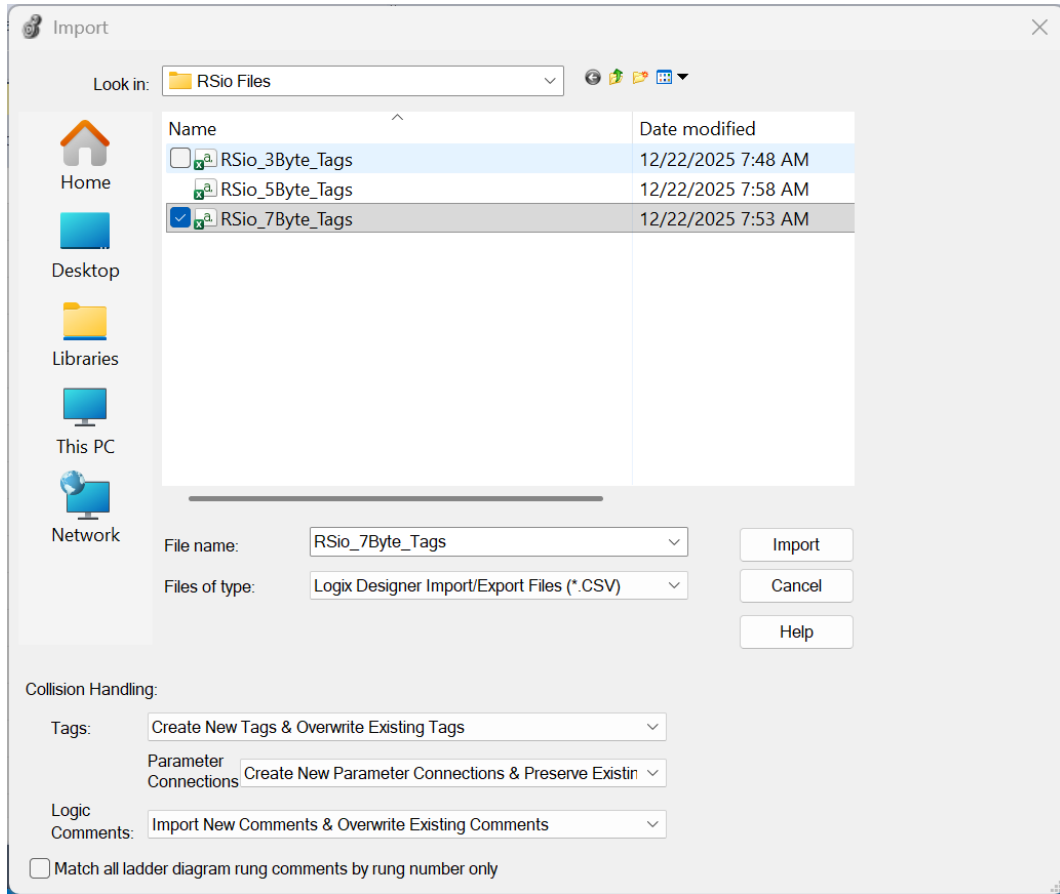 Import
Look in: RSio Files
Name Date modified
RSio_3Byte_Tags 12/22/2025 7:48 AM
RSio_5Byte_Tags 12/22/2025 7:58 AM
RSio_7Byte_Tags 12/22/2025 7:53 AM
Home
Desktop
Libraries
This PC
Network
File name: RSio_7Byte_Tags Import
Files of type: Logix Designer Import/Export Files (*.CSV) Cancel
Help
Collision Handling:
Tags: Create New Tags & Overwrite Existing Tags
Parameter
Connections Create New Parameter Connections & Preserve Existin
Logic
Comments: Import New Comments & Overwrite Existing Comments
Match all ladder diagram rung comments by rung number only